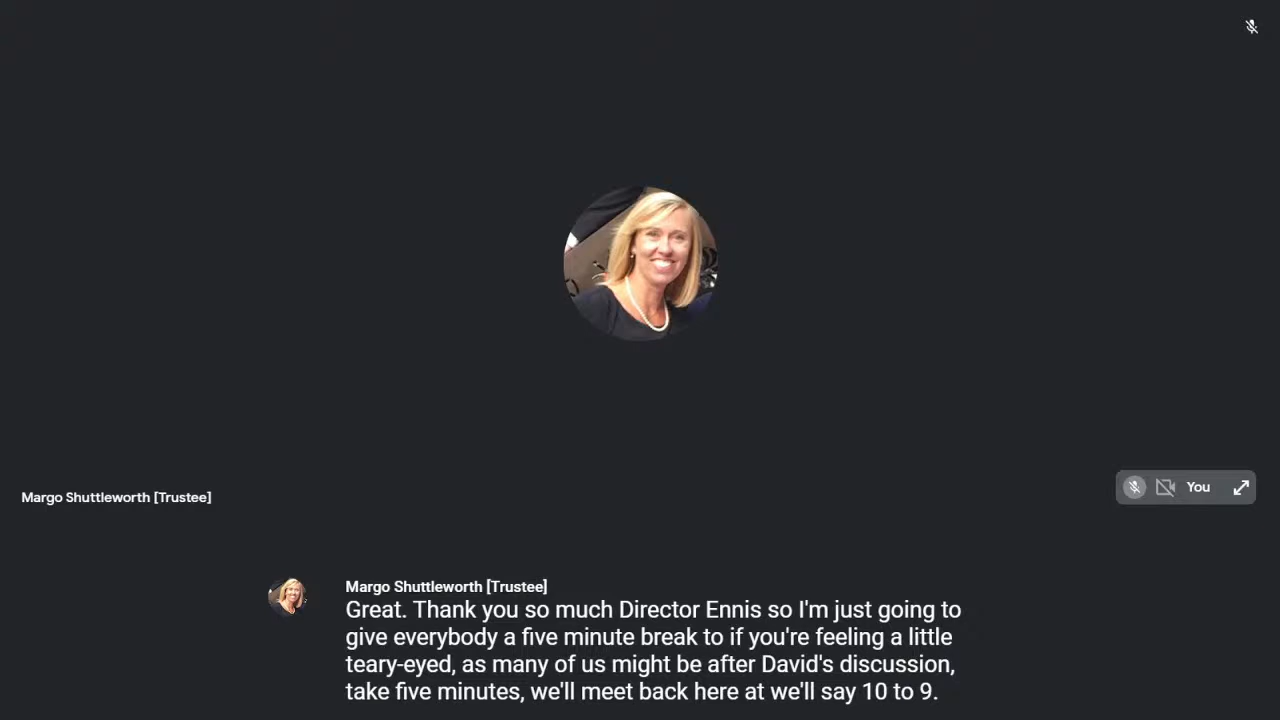 Margo Shuttleworth [Trustee]
You
Margo Shuttleworth [Trustee]
Great. Thank you so much Director Ennis so I'm just going to
give everybody a five minute break to if you're feeling a little
teary-eyed, as many of us might be after David's discussion,
take five minutes, we'll meet back here at we'll say 10 to 9.